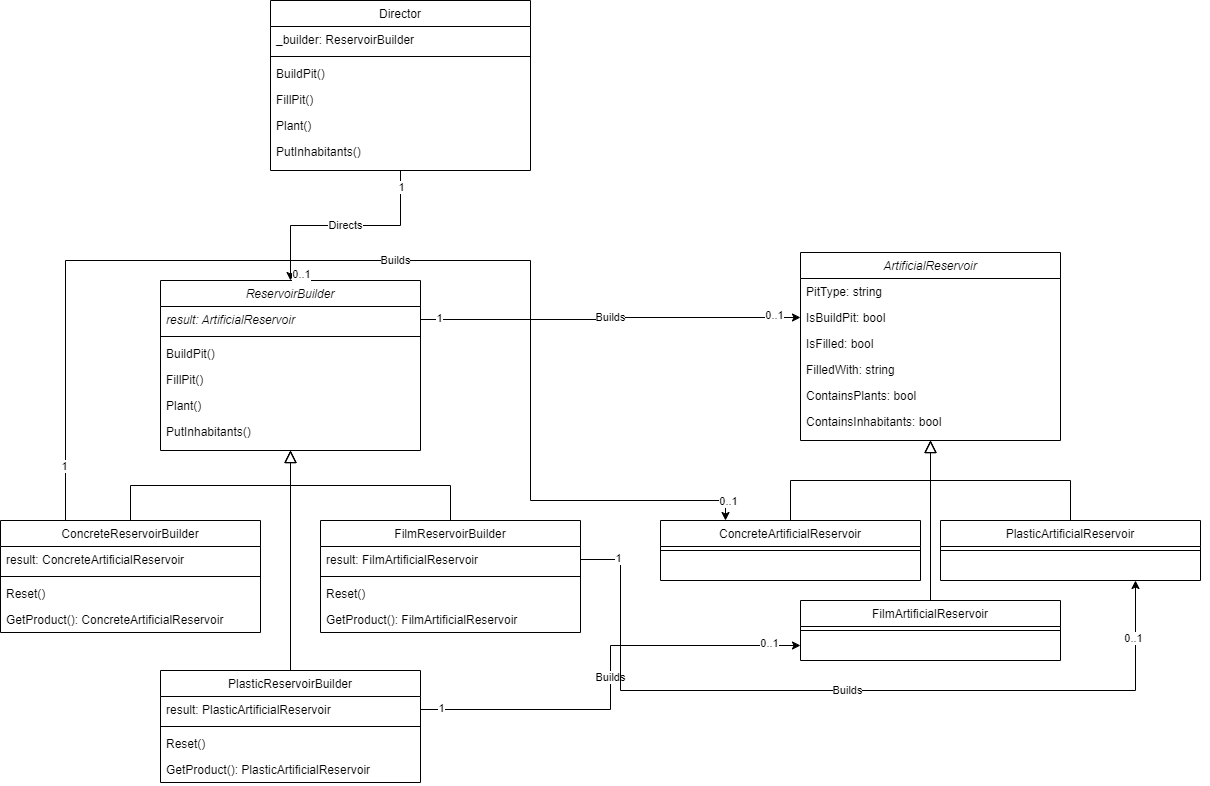 Director
_builder: ReservoirBuilder
BuildPit()
FillPit()
Plant()
PutInhabitants()
1
Directs
0..1
Builds
1
ReservoirBuilder
result: ArtificialReservoir
BuildPit()
FillPit()
Plant()
PutInhabitants()
1
Builds
0..1
ArtificialReservoir
PitType: string
IsBuildPit: bool
IsFilled: bool
FilledWith: string
ContainsPlants: bool
ContainsInhabitants: bool
0..1
ConcreteReservoirBuilder
result: ConcreteArtificialReservoir
Reset()
GetProduct(): ConcreteArtificialReservoir
FilmReservoirBuilder
result: FilmArtificialReservoir
Reset()
GetProduct(): FilmArtificialReservoir
1
ConcreteArtificialReservoir
PlasticArtificialReservoir
FilmArtificialReservoir
0..1
0..1
Builds
Builds
PlasticReservoirBuilder
result: PlasticArtificialReservoir
Reset()
GetProduct(): PlasticArtificialReservoir
1